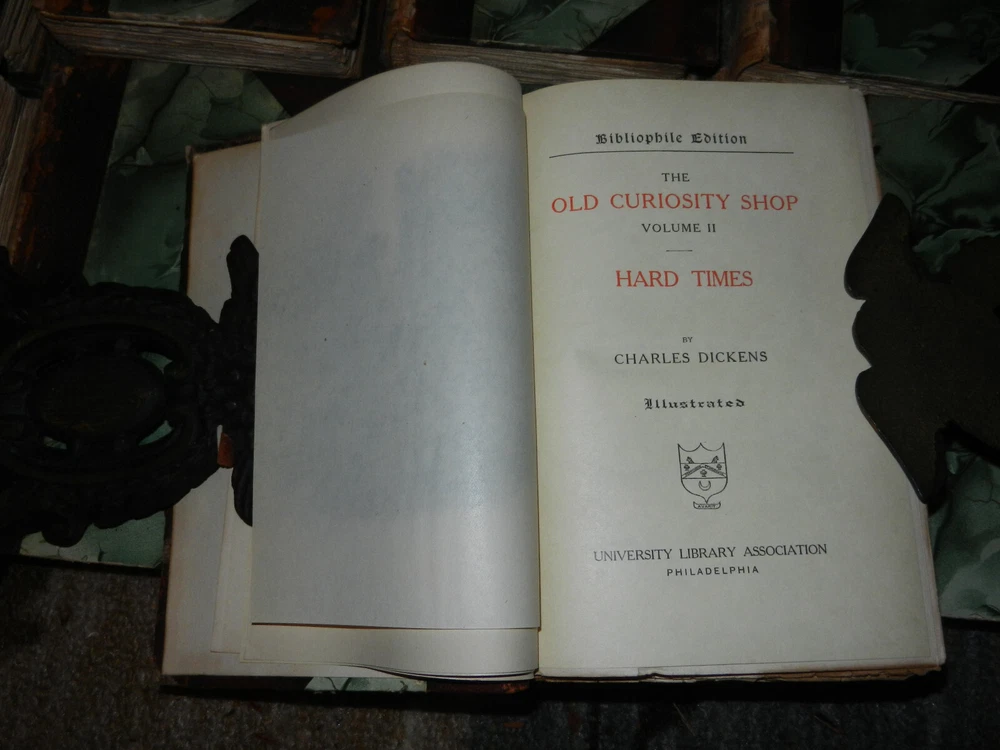 Bibliophile Edition
THE
OLD CURIOSITY SHOP
VOLUME II
HARD TIMES
BY
CHARLES DICKENS
Illustrated
UNIVERSITY LIBRARY ASSOCIATION
PHILADELPHIA